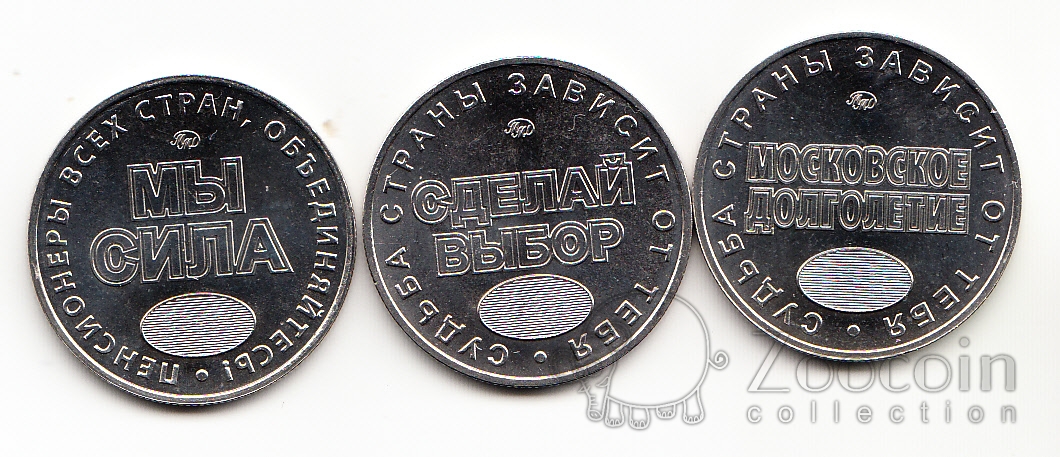 ПЕНСИОНЕРЫ ВСЕХ СТРАН, ОБЪЕДИНЯЙТЕСЬ!
МЫ
СИЛА
СУДЬБА СТРАНЫ ЗАВИСИТ ОТ ТЕБЯ
СДЕЛАЙ
ВЫБОР
СУДЬБА СТРАНЫ ЗАВИСИТ ОТ ТЕБЯ
МОСКОВСКОЕ
ДОЛГОЛЕТИЕ
Zoocoin
collection